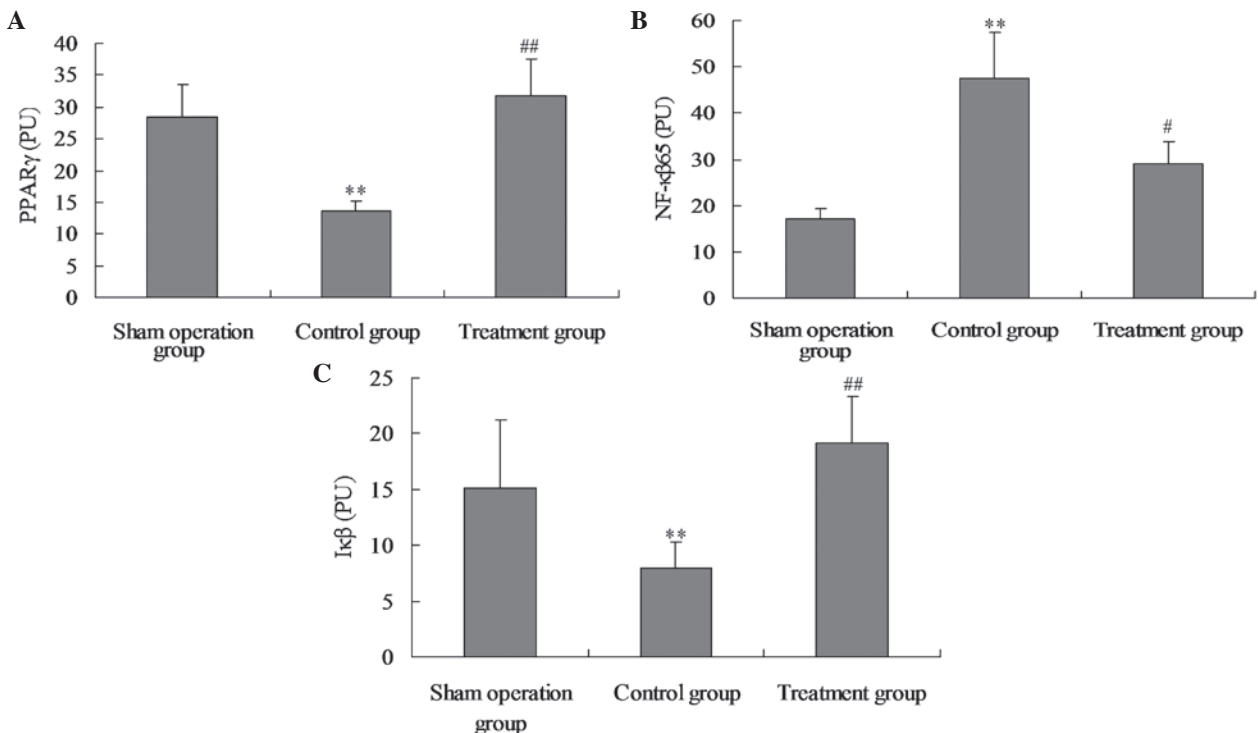 A
PPARγ (PU)
40
35
30
25
20
15
10
5
0
**
##
Sham operation
group
Control group
Treatment group
B
NF-κβ65 (PU)
60
50
40
30
20
10
0
**
#
Sham operation
group
Control group
Treatment group
C
Iκβ (PU)
25
20
15
10
5
0
**
##
Sham operation
group
Control group
Treatment group